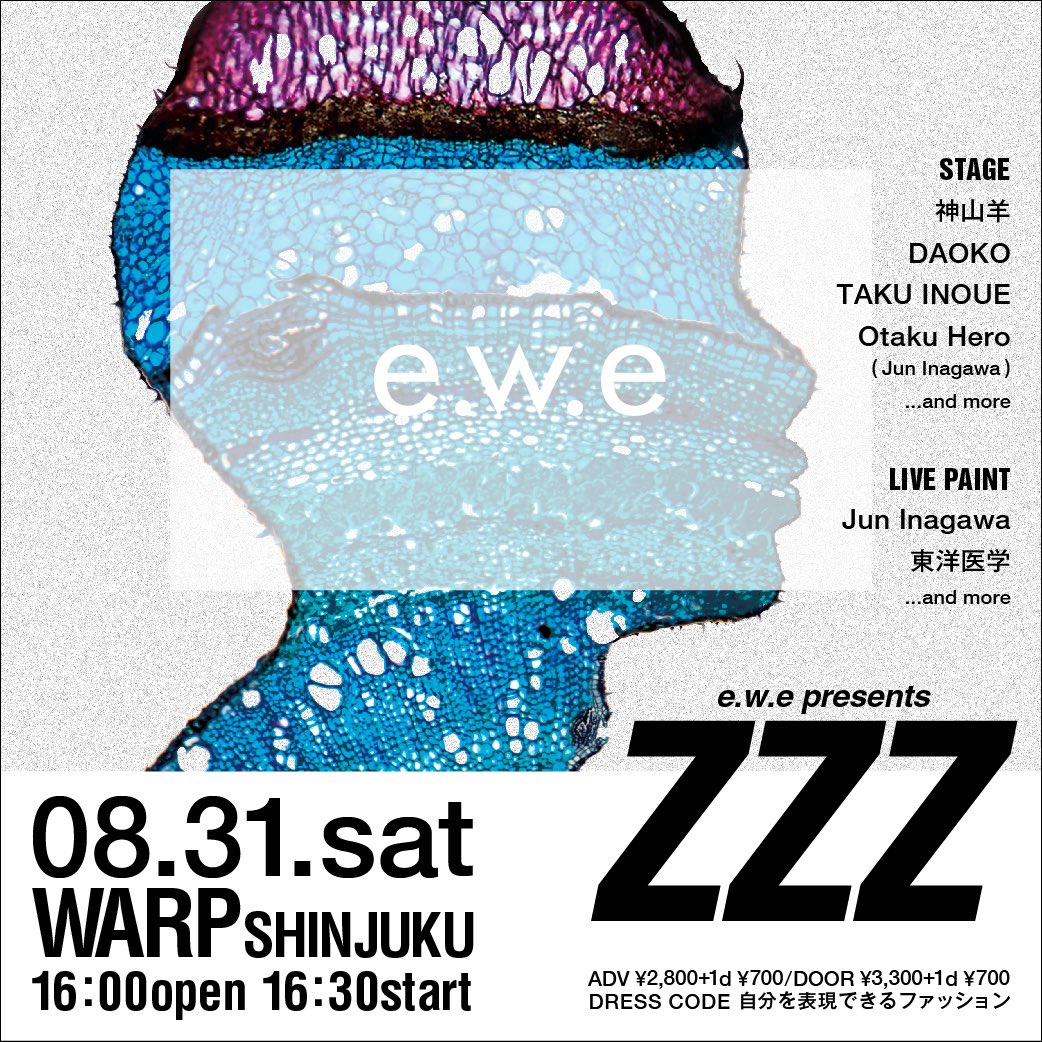 e.w.e
STAGE
神山羊
DAOKO
TAKU INOUE
Otaku Hero
(Jun Inagawa)
...and more
LIVE PAINT
Jun Inagawa
東洋医学
...and more
e.w.e presents
ZZZ
08.31.sat
WARP SHINJUKU
16:00open 16:30start
ADV ¥2,800+1d ¥700/DOOR ¥3,300+1d ¥700
DRESS CODE 自分を表現できるファッション